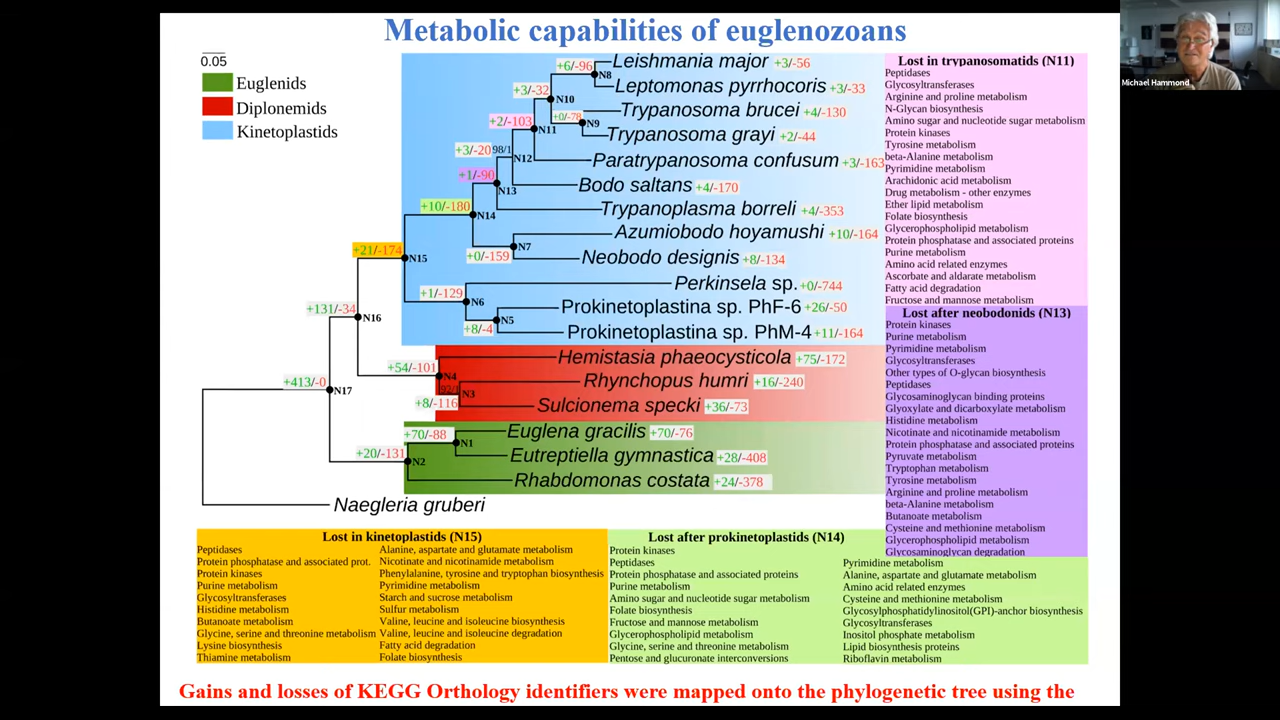 Metabolic capabilities of euglenozoans
Michael Hammond
0.05
Euglenids
Diplonemids
Kinetoplastids
+6/-96
N8
Leishmania major +3/-56
Leptomonas pyrrhocoris +3/-33
+3/-32
N10
Trypanosoma brucei +4/-130
+0/-78
N9
Trypanosoma grayi +2/-44
+2/-103
N11
Paratrypanosoma confusum +3/-163
+3/-20
98/1
N12
Bodo saltans +4/-170
+1/-90
N13
Trypanoplasma borreli +4/-353
+10/-180
N14
Azumiobodo hoyamushi +10/-164
N7
+0/-159
Neobodo designis +8/-134
+21/-174
N15
Perkinsela sp. +0/-744
+1/-129
N6
Prokinetoplastina sp. PhF-6 +26/-50
N5
+8/-4
Prokinetoplastina sp. PhM-4 +11/-164
+131/-34
N16
Hemistasia phaeocysticola +75/-172
+54/-101
N4
Rhynchopus humri +16/-240
92/1
N3
+8/-116
Sulcionema specki +36/-73
+413/-0
N17
Euglena gracilis +70/-76
+70/-88
N1
Eutreptiella gymnastica +28/-408
+20/-131
N2
Rhabdomonas costata +24/-378
Naegleria gruberi
Lost in trypanosomatids (N11)
Peptidases
Glycosyltransferases
Arginine and proline metabolism
N-Glycan biosynthesis
Amino sugar and nucleotide sugar metabolism
Protein kinases
Tyrosine metabolism
beta-Alanine metabolism
Pyrimidine metabolism
Arachidonic acid metabolism
Drug metabolism - other enzymes
Ether lipid metabolism
Folate biosynthesis
Glycerophospholipid metabolism
Protein phosphatase and associated proteins
Purine metabolism
Amino acid related enzymes
Ascorbate and aldarate metabolism
Fatty acid degradation
Fructose and mannose metabolism
Lost after neobodonids (N13)
Protein kinases
Purine metabolism
Pyrimidine metabolism
Glycosyltransferases
Other types of O-glycan biosynthesis
Peptidases
Glycosaminoglycan binding proteins
Glyoxylate and dicarboxylate metabolism
Histidine metabolism
Nicotinate and nicotinamide metabolism
Protein phosphatase and associated proteins
Pyruvate metabolism
Tryptophan metabolism
Tyrosine metabolism
Arginine and proline metabolism
beta-Alanine metabolism
Butanoate metabolism
Cysteine and methionine metabolism
Glycerophospholipid metabolism
Glycosaminoglycan degradation
Lost in kinetoplastids (N15)
Peptidases
Protein phosphatase and associated prot.
Protein kinases
Purine metabolism
Glycosyltransferases
Histidine metabolism
Butanoate metabolism
Glycine, serine and threonine metabolism
Lysine biosynthesis
Thiamine metabolism
Alanine, aspartate and glutamate metabolism
Nicotinate and nicotinamide metabolism
Phenylalanine, tyrosine and tryptophan biosynthesis
Pyrimidine metabolism
Starch and sucrose metabolism
Sulfur metabolism
Valine, leucine and isoleucine biosynthesis
Valine, leucine and isoleucine degradation
Fatty acid degradation
Folate biosynthesis
Lost after prokinetoplastids (N14)
Protein kinases
Peptidases
Protein phosphatase and associated proteins
Purine metabolism
Amino sugar and nucleotide sugar metabolism
Folate biosynthesis
Fructose and mannose metabolism
Glycerophospholipid metabolism
Glycine, serine and threonine metabolism
Pentose and glucuronate interconversions
Pyrimidine metabolism
Alanine, aspartate and glutamate metabolism
Amino acid related enzymes
Cysteine and methionine metabolism
Glycosylphosphatidylinositol(GPI)-anchor biosynthesis
Glycosyltransferases
Inositol phosphate metabolism
Lipid biosynthesis proteins
Riboflavin metabolism
Gains and losses of KEGG Orthology identifiers were mapped onto the phylogenetic tree using the